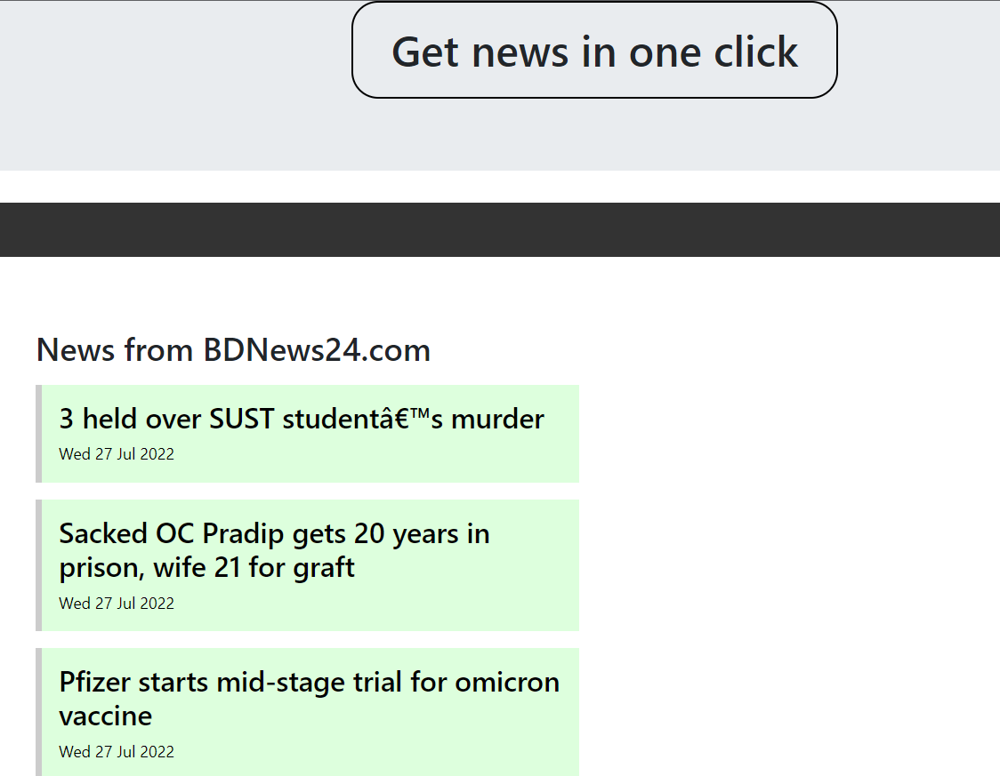 Get news in one click
News from BDNews24.com
3 held over SUST studentâ€™s murder
Wed 27 Jul 2022
Sacked OC Pradip gets 20 years in
prison, wife 21 for graft
Wed 27 Jul 2022
Pfizer starts mid-stage trial for omicron
vaccine
Wed 27 Jul 2022